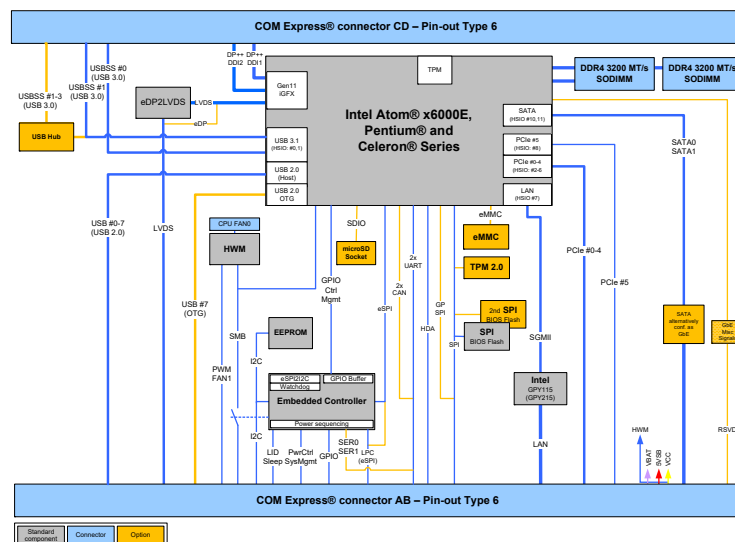 COM Express® connector CD – Pin-out Type 6
USBSS #0
(USB 3.0)
USBSS #1
(USB 3.0)
USBSS #1-3
(USB 3.0)
USB Hub
DP++
DDI2
DP++
DDI1
eDP2LVDS
LVDS
eDP
Gen11
iGFX
TPM
Intel Atom® x6000E,
Pentium® and
Celeron® Series
DDR4 3200 MT/s
SODIMM
DDR4 3200 MT/s
SODIMM
SATA
(HSIO #10,11)
PCIe #5
(HSIO: #8)
PCIe #0-4
(HSIO: #2-6
LAN
(HSIO #7)
USB 3.1
(HSIO: #0,1)
USB 2.0
(Host)
USB 2.0
OTG
SATA0
SATA1
USB #0-7
(USB 2.0)
LVDS
USB #7
(OTG)
CPU FAN0
HWM
SDIO
microSD
Socket
eMMC
eMMC
TPM 2.0
2nd SPI
BIOS Flash
SPI
BIOS Flash
GPIO
Ctrl
Mgmt
2x
CAN
eSPI
2x
UART
HDA
GP
SPI
SPI
SGMII
PCIe #0-4
PCIe #5
SATA
alternatively
conf. as
GbE
GbE
Misc
Signals
EEPROM
SMB
I2C
PWM
FAN1
eSPI2I2C
GPIO Buffer
Watchdog
Embedded Controller
Power sequencing
Intel
GPY115
(GPY215)
LAN
I2C
LID
Sleep
PwrCtrl
SysMgmt
GPIO
SER0
SER1
LPC
(eSPI)
HWM
VBAT
5VSB
VCC
RSVD
COM Express® connector AB – Pin-out Type 6
Standard
component
Connector
Option